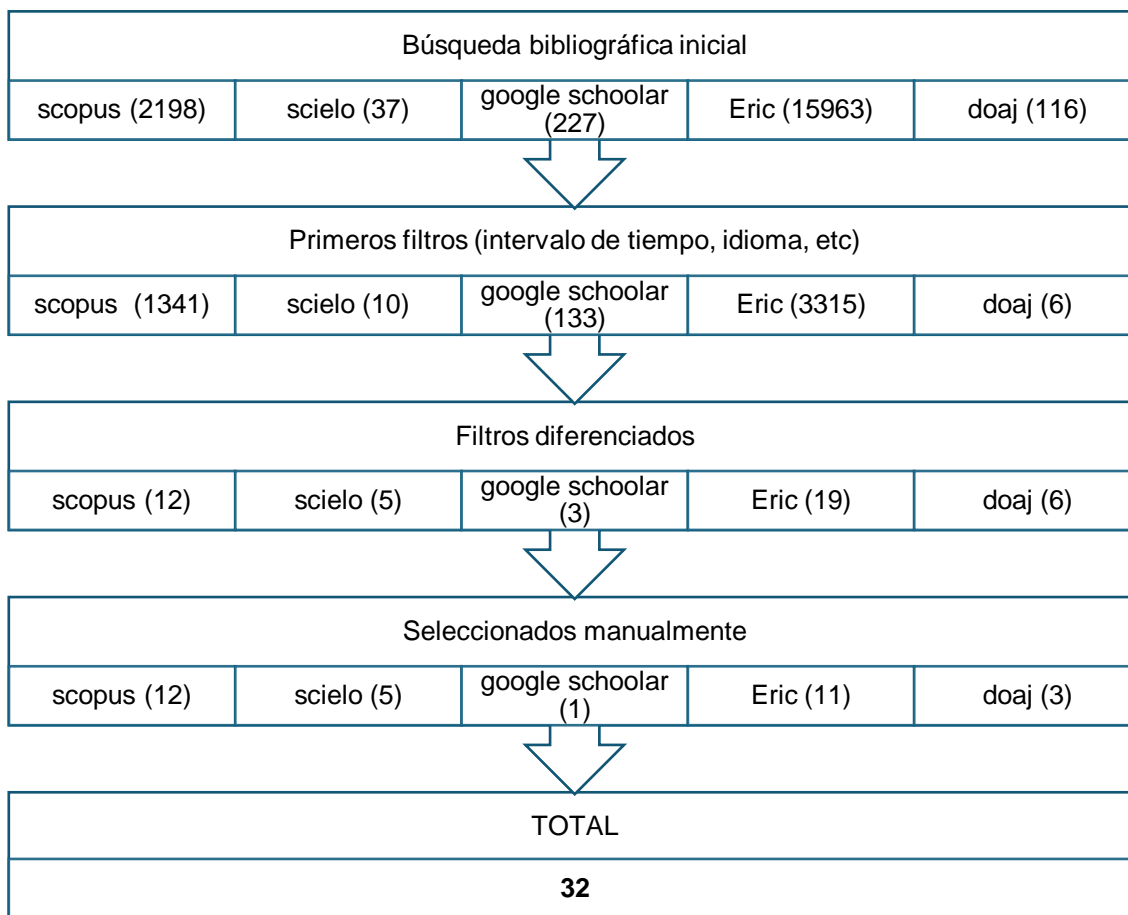 Búsqueda bibliográfica inicial
scopus (2198)
scielo (37)
google schoolar
(227)
Eric (15963)
doaj (116)
Primeros filtros (intervalo de tiempo, idioma, etc)
scopus (1341)
scielo (10)
google schoolar
(133)
Eric (3315)
doaj (6)
Filtros diferenciados
scopus (12)
scielo (5)
google schoolar
(3)
Eric (19)
doaj (6)
Seleccionados manualmente
scopus (12)
scielo (5)
google schoolar
(1)
Eric (11)
doaj (3)
TOTAL
32